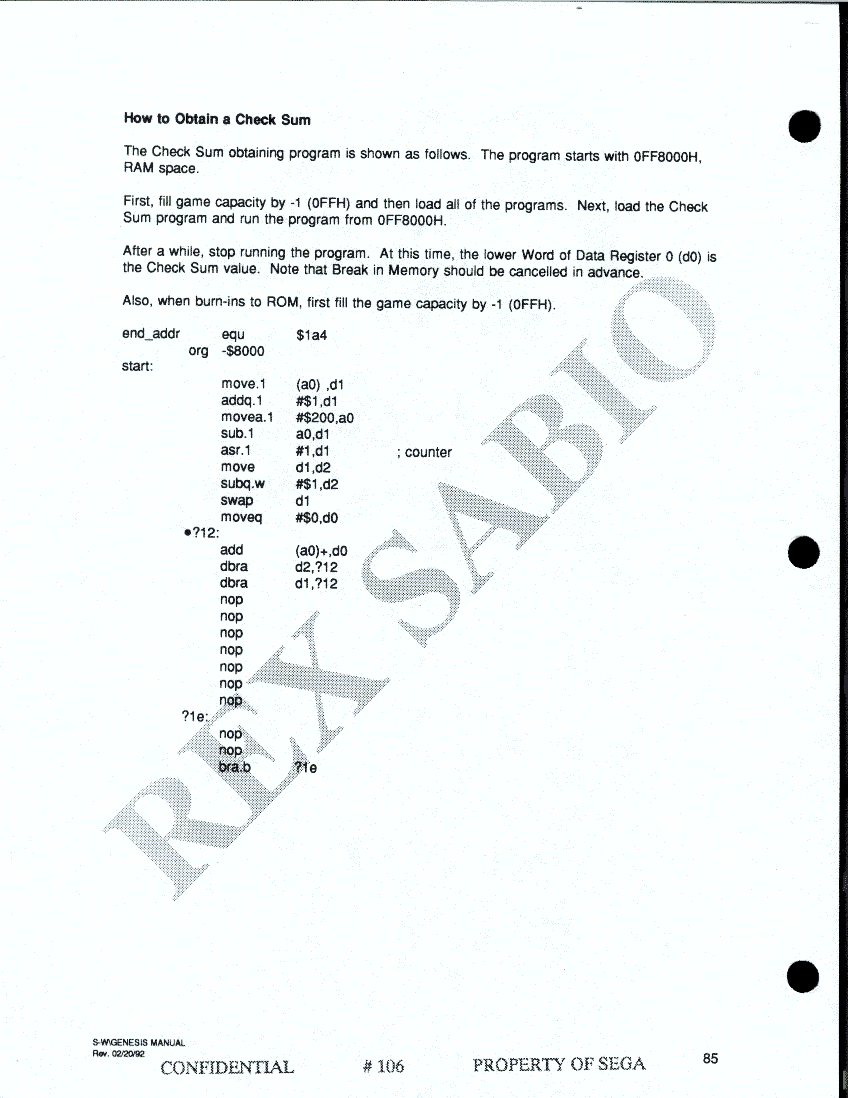 How to Obtain a Check Sum
The Check Sum obtaining program is shown as follows. The program starts with 0FF8000H,
RAM space.
First, fill game capacity by -1 (0FFH) and then load all of the programs. Next, load the Check
Sum program and run the program from 0FF8000H.
After a while, stop running the program. At this time, the lower Word of Data Register 0 (d0) is
the Check Sum value. Note that Break in Memory should be cancelled in advance.
Also, when burn-ins to ROM, first fill the game capacity by -1 (0FFH).
end_addr equ $1a4
org -$8000
start:
move.1 (a0) ,d1
addq.1 #$1,d1
movea.1 #$200,a0
sub.1 a0,d1
asr.1 #1,d1 ; counter
move d1,d2
subq.w #$1,d2
swap d1
moveq #$0,d0
●?12:
add (a0)+,d0
dbra d2,?12
dbra d1,?12
nop
nop
nop
nop
nop
nop
nop
?1e:
nop
nop
bra.b ?1e
REX SABIO
S-W\GENESIS MANUAL
Rev. 02/20/92
CONFIDENTIAL # 106 PROPERTY OF SEGA 85